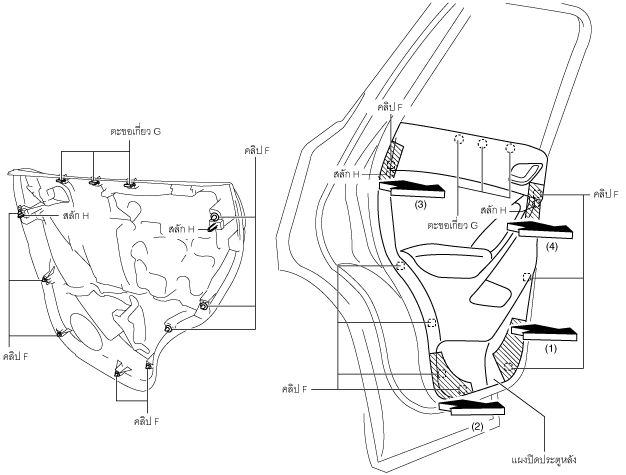 ตะขอเกี่ยว G
คลิป F
สลัก H
สลัก H
คลิป F
คลิป F
คลิป F
สลัก H
(3)
ตะขอเกี่ยว G
สลัก H
คลิป F
(4)
(1)
คลิป F
(2)
แผงปิดประตูหลัง